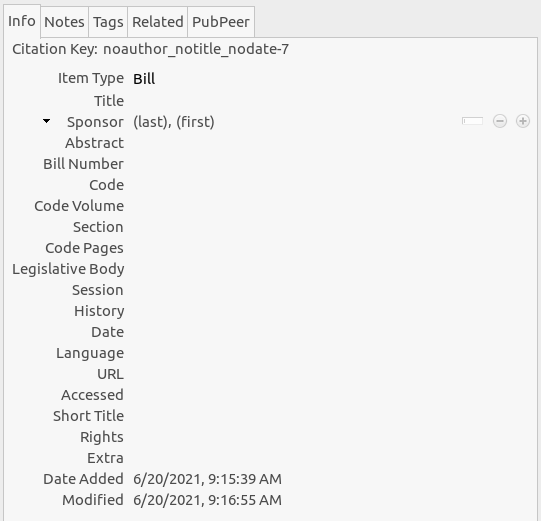 Info Notes Tags Related PubPeer
Citation Key: noauthor_notitle_nodate-7
Item Type Bill
Title
Sponsor (last), (first)
Abstract
Bill Number
Code
Code Volume
Section
Code Pages
Legislative Body
Session
History
Date
Language
URL
Accessed
Short Title
Rights
Extra
Date Added 6/20/2021, 9:15:39 AM
Modified 6/20/2021, 9:16:55 AM